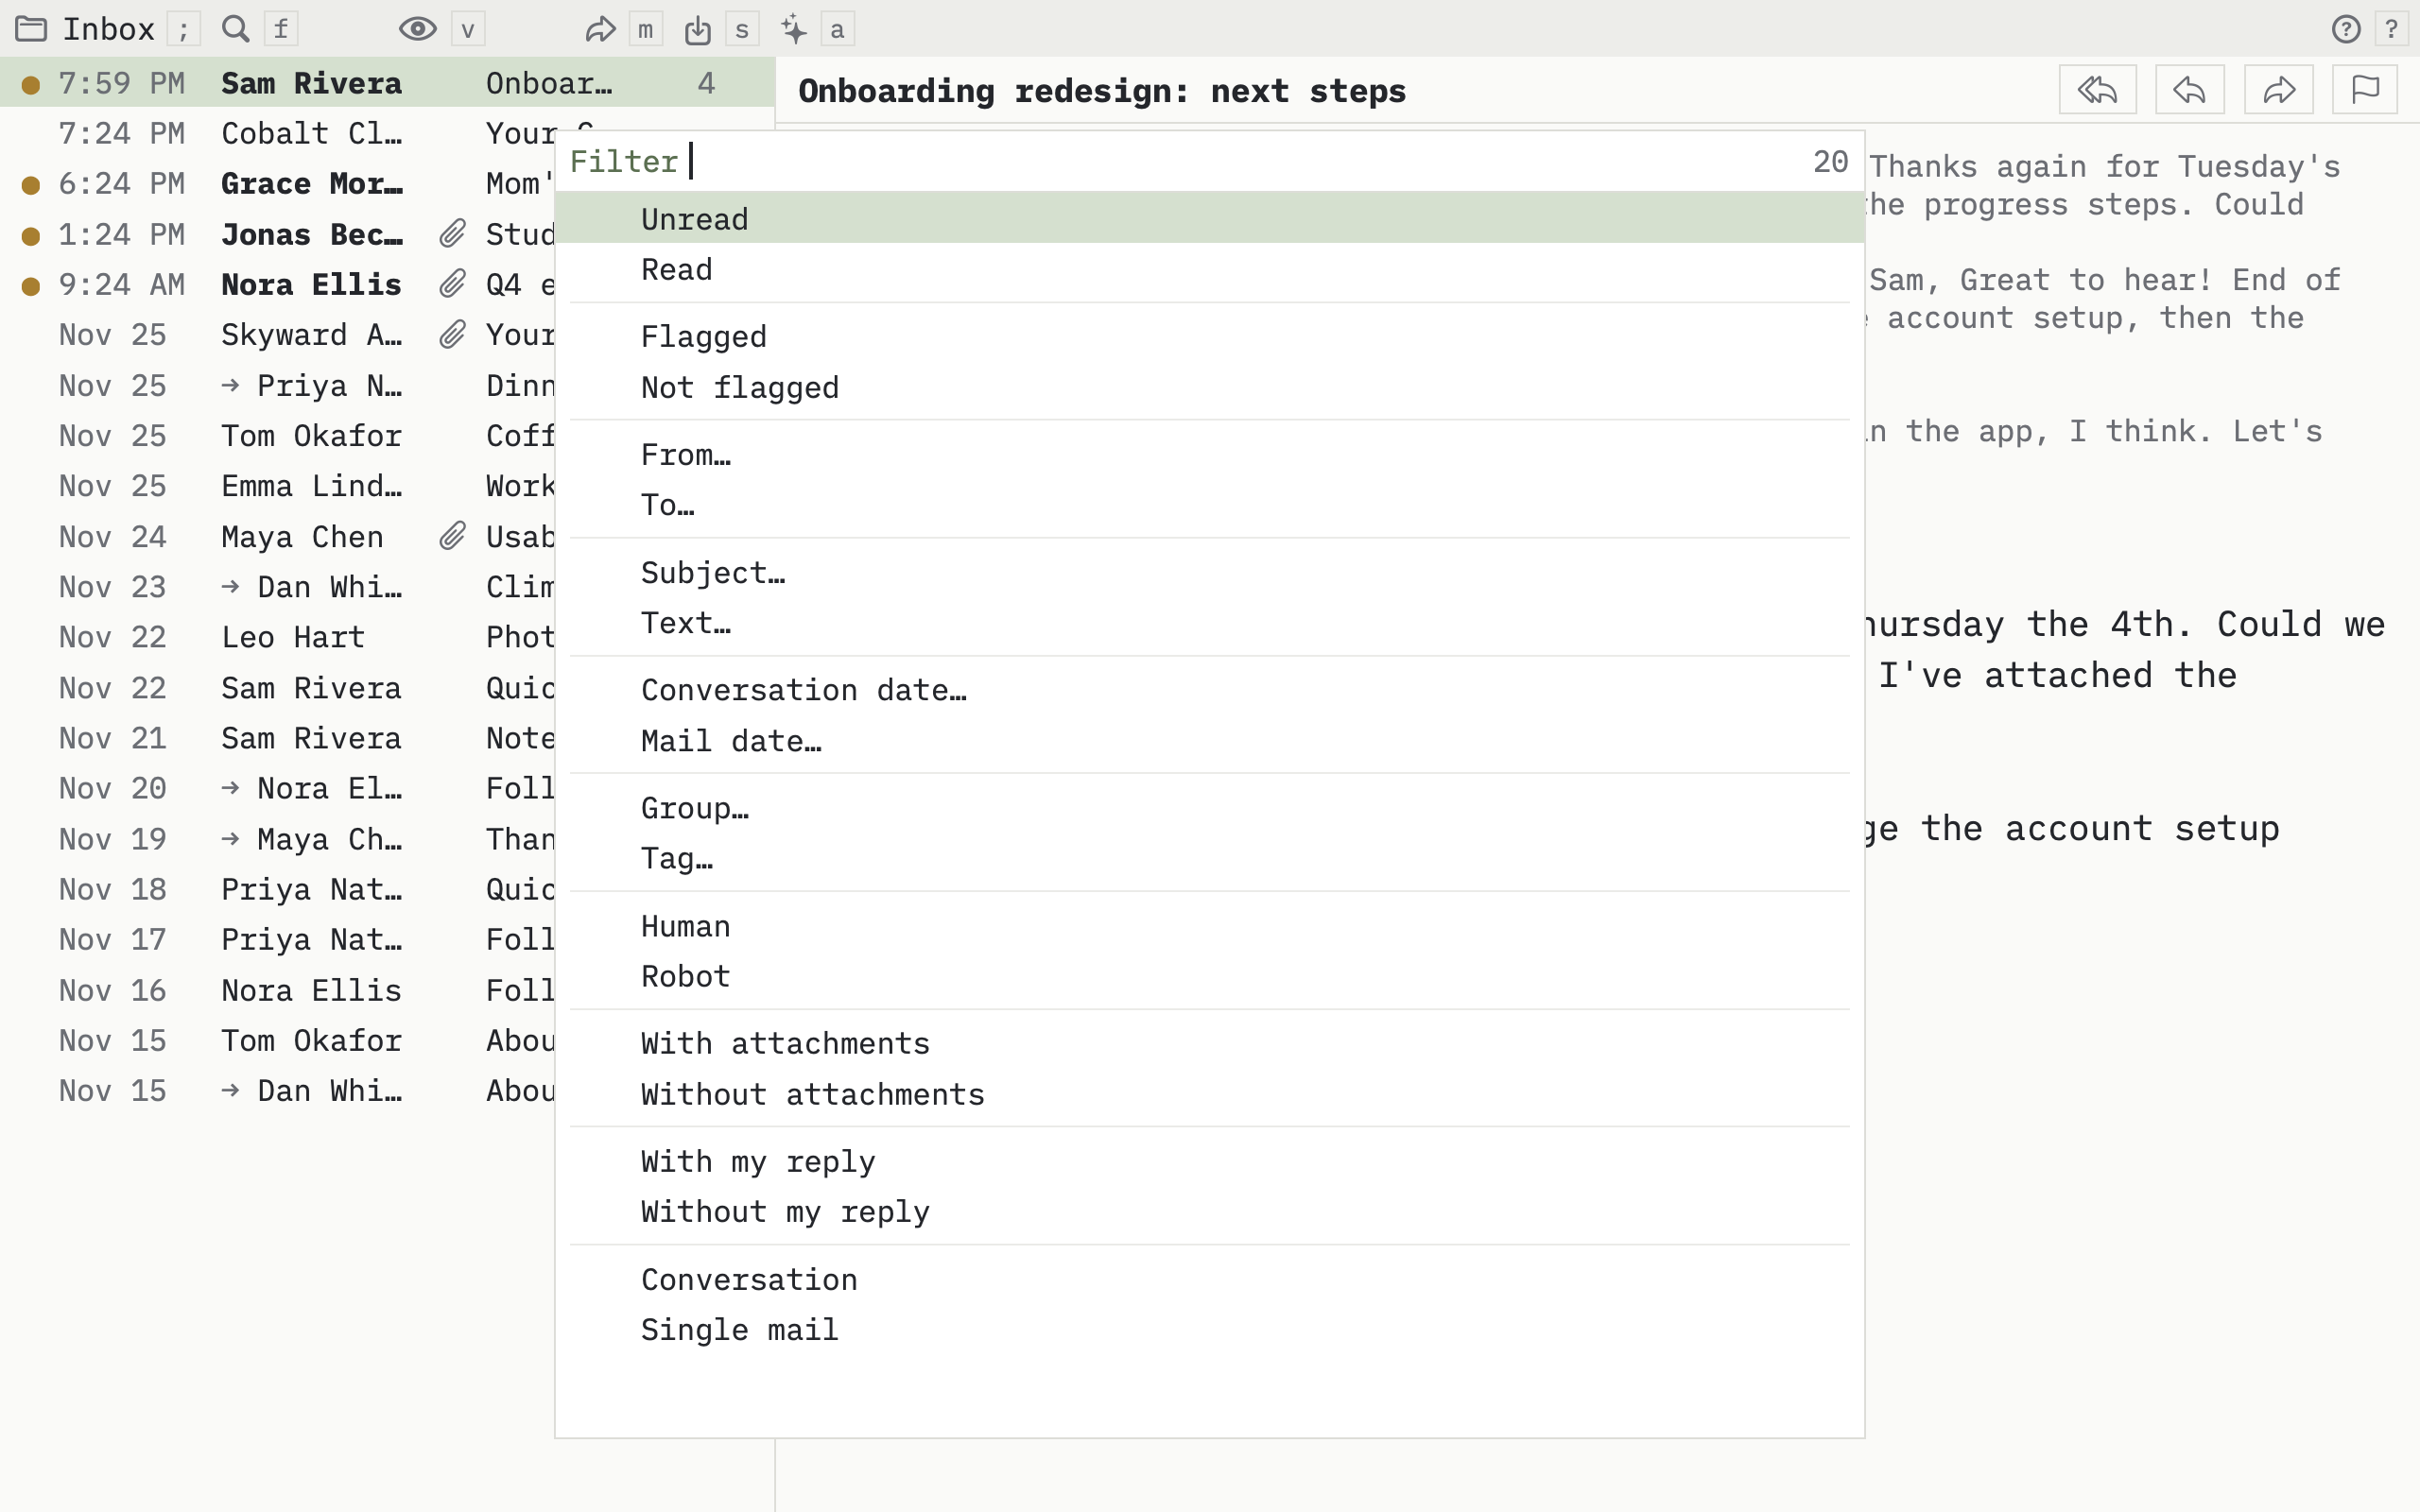 Inbox ; f v m s a ?
7:59 PM Sam Rivera Onboar… 4
7:24 PM Cobalt Cl… Your
6:24 PM Grace Mor… Mom'
1:24 PM Jonas Bec… Stud
9:24 AM Nora Ellis Q4 e
Nov 25 Skyward A… Your
Nov 25 → Priya N… Dinn
Nov 25 Tom Okafor Coff
Nov 25 Emma Lind… Work
Nov 24 Maya Chen Usab
Nov 23 → Dan Whi… Clim
Nov 22 Leo Hart Phot
Nov 22 Sam Rivera Quic
Nov 21 Sam Rivera Note
Nov 20 → Nora El… Foll
Nov 19 → Maya Ch… Than
Nov 18 Priya Nat… Quic
Nov 17 Priya Nat… Foll
Nov 16 Nora Ellis Foll
Nov 15 Tom Okafor Abou
Nov 15 → Dan Whi… Abou
Onboarding redesign: next steps
Filter 20
Unread
Read
Flagged
Not flagged
From…
To…
Subject…
Text…
Conversation date…
Mail date…
Group…
Tag…
Human
Robot
With attachments
Without attachments
With my reply
Without my reply
Conversation
Single mail
Thanks again for Tuesday's
he progress steps. Could
Sam, Great to hear! End of
account setup, then the
n the app, I think. Let's
hursday the 4th. Could we
I've attached the
ge the account setup